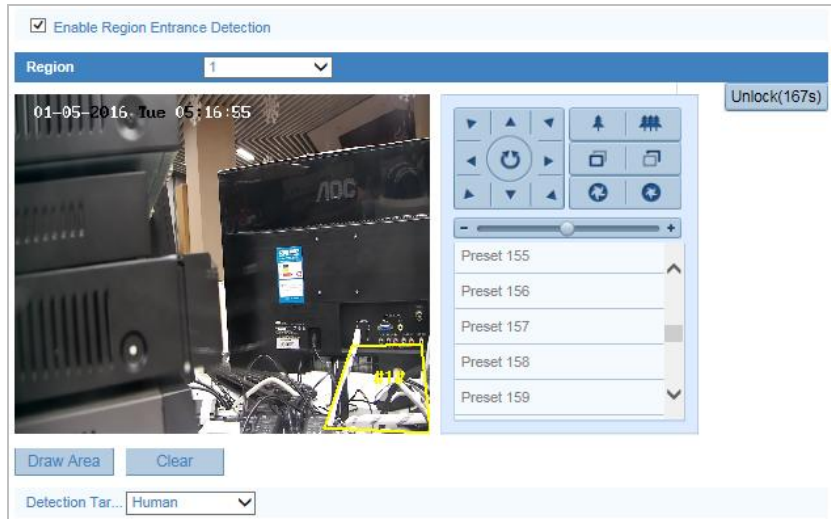 Enable Region Entrance Detection
Region 1
Unlock(167s)
01-05-2016 Tue 05:16:55
AOC
#1#
Preset 155
Preset 156
Preset 157
Preset 158
Preset 159
Draw Area Clear
Detection Tar... Human